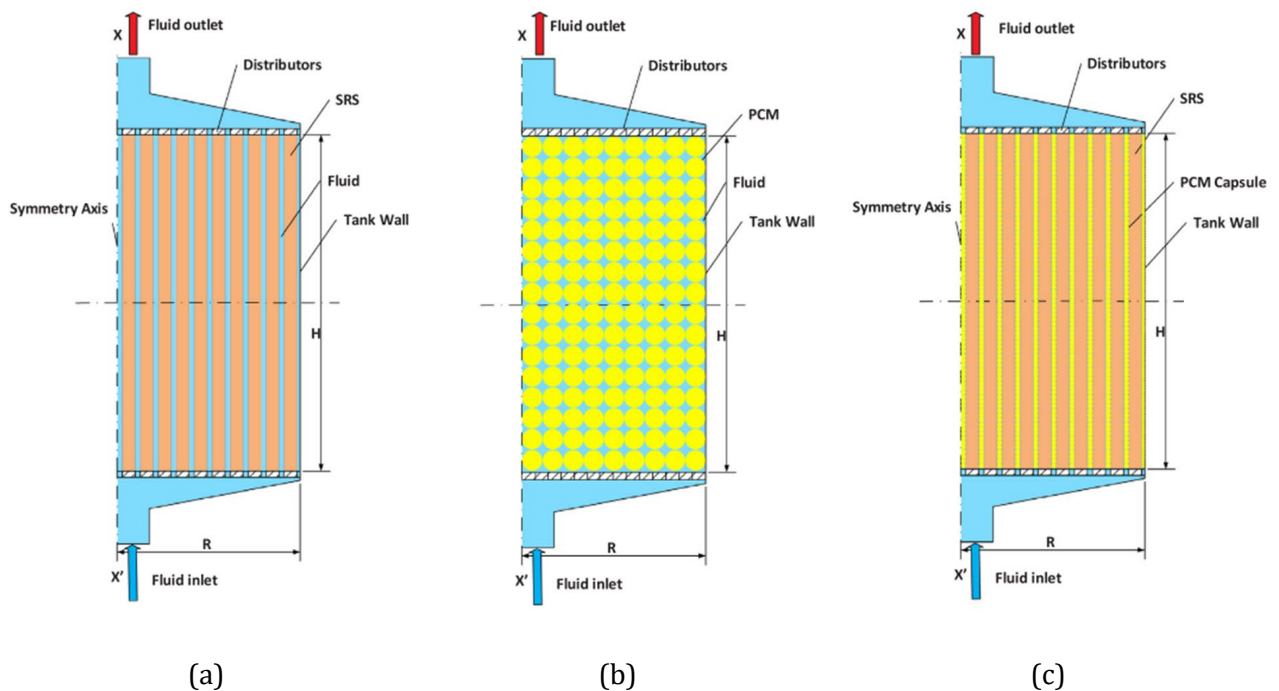 X
Fluid outlet
Distributors
SRS
Fluid
Symmetry Axis
Tank Wall
H
R
X'
Fluid inlet
(a)
X
Fluid outlet
Distributors
PCM
Fluid
Tank Wall
H
R
X'
Fluid inlet
(b)
X
Fluid outlet
Distributors
SRS
PCM Capsule
Symmetry Axis
Tank Wall
H
R
X'
Fluid inlet
(c)